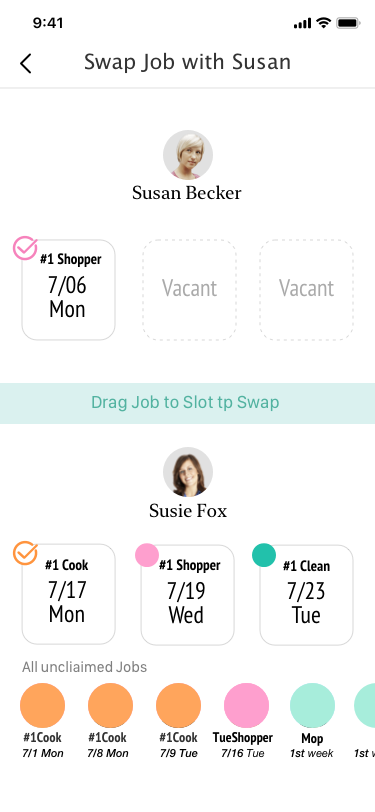 9:41
Swap Job with Susan
Susan Becker
#1 Shopper
7/06
Mon
Vacant
Vacant
Drag Job to Slot tp Swap
Susie Fox
#1 Cook
7/17
Mon
#1 Shopper
7/19
Wed
#1 Clean
7/23
Tue
All uncliaimed Jobs
#1Cook
7/1 Mon
#1Cook
7/8 Mon
#1Cook
7/9 Tue
TueShopper
7/16 Tue
Mop
1st week
1st w